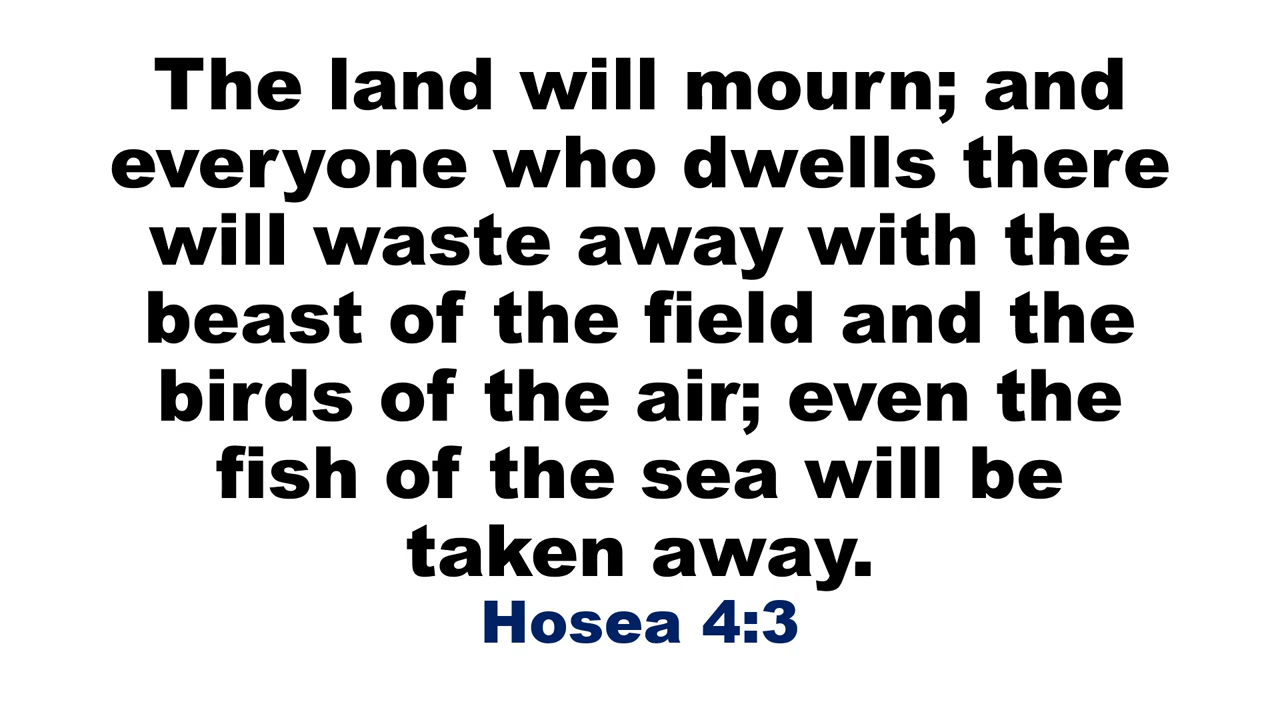 The land will mourn; and
everyone who dwells there
will waste away with the
beast of the field and the
birds of the air; even the
fish of the sea will be
taken away.
Hosea 4:3